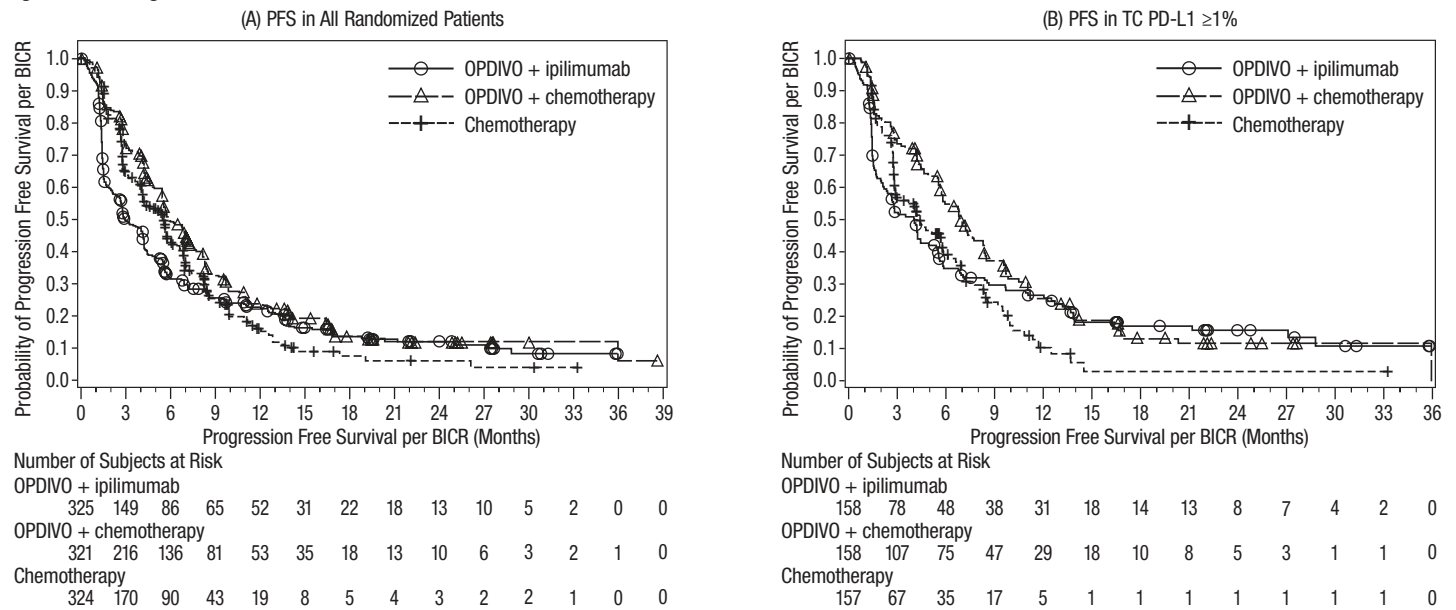 (A) PFS in All Randomized Patients
Probability of Progression Free Survival per BICR
1.0
0.9
0.8
0.7
0.6
0.5
0.4
0.3
0.2
0.1
0.0
OPDIVO + ipilimumab
OPDIVO + chemotherapy
Chemotherapy
0 3 6 9 12 15 18 21 24 27 30 33 36 39
Progression Free Survival per BICR (Months)
Number of Subjects at Risk
OPDIVO + ipilimumab
325 149 86 65 52 31 22 18 13 10 5 2 0 0
OPDIVO + chemotherapy
321 216 136 81 53 35 18 13 10 6 3 2 1 0
Chemotherapy
324 170 90 43 19 8 5 4 3 2 2 1 0 0
(B) PFS in TC PD-L1 ≥1%
Probability of Progression Free Survival per BICR
1.0
0.9
0.8
0.7
0.6
0.5
0.4
0.3
0.2
0.1
0.0
OPDIVO + ipilimumab
OPDIVO + chemotherapy
Chemotherapy
0 3 6 9 12 15 18 21 24 27 30 33 36
Progression Free Survival per BICR (Months)
Number of Subjects at Risk
OPDIVO + ipilimumab
158 78 48 38 31 18 14 13 8 7 4 2 0
OPDIVO + chemotherapy
158 107 75 47 29 18 10 8 5 3 1 1 0
Chemotherapy
157 67 35 17 5 1 1 1 1 1 1 1 0